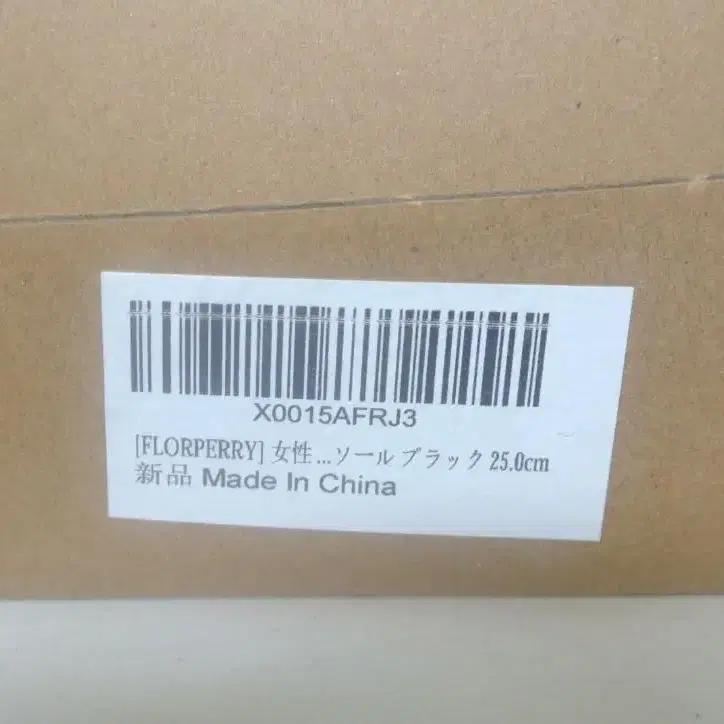 X0015AFRJ3
[FLORPERRY] 女性 ...ソール ブラック 25.0cm
新品 Made In China